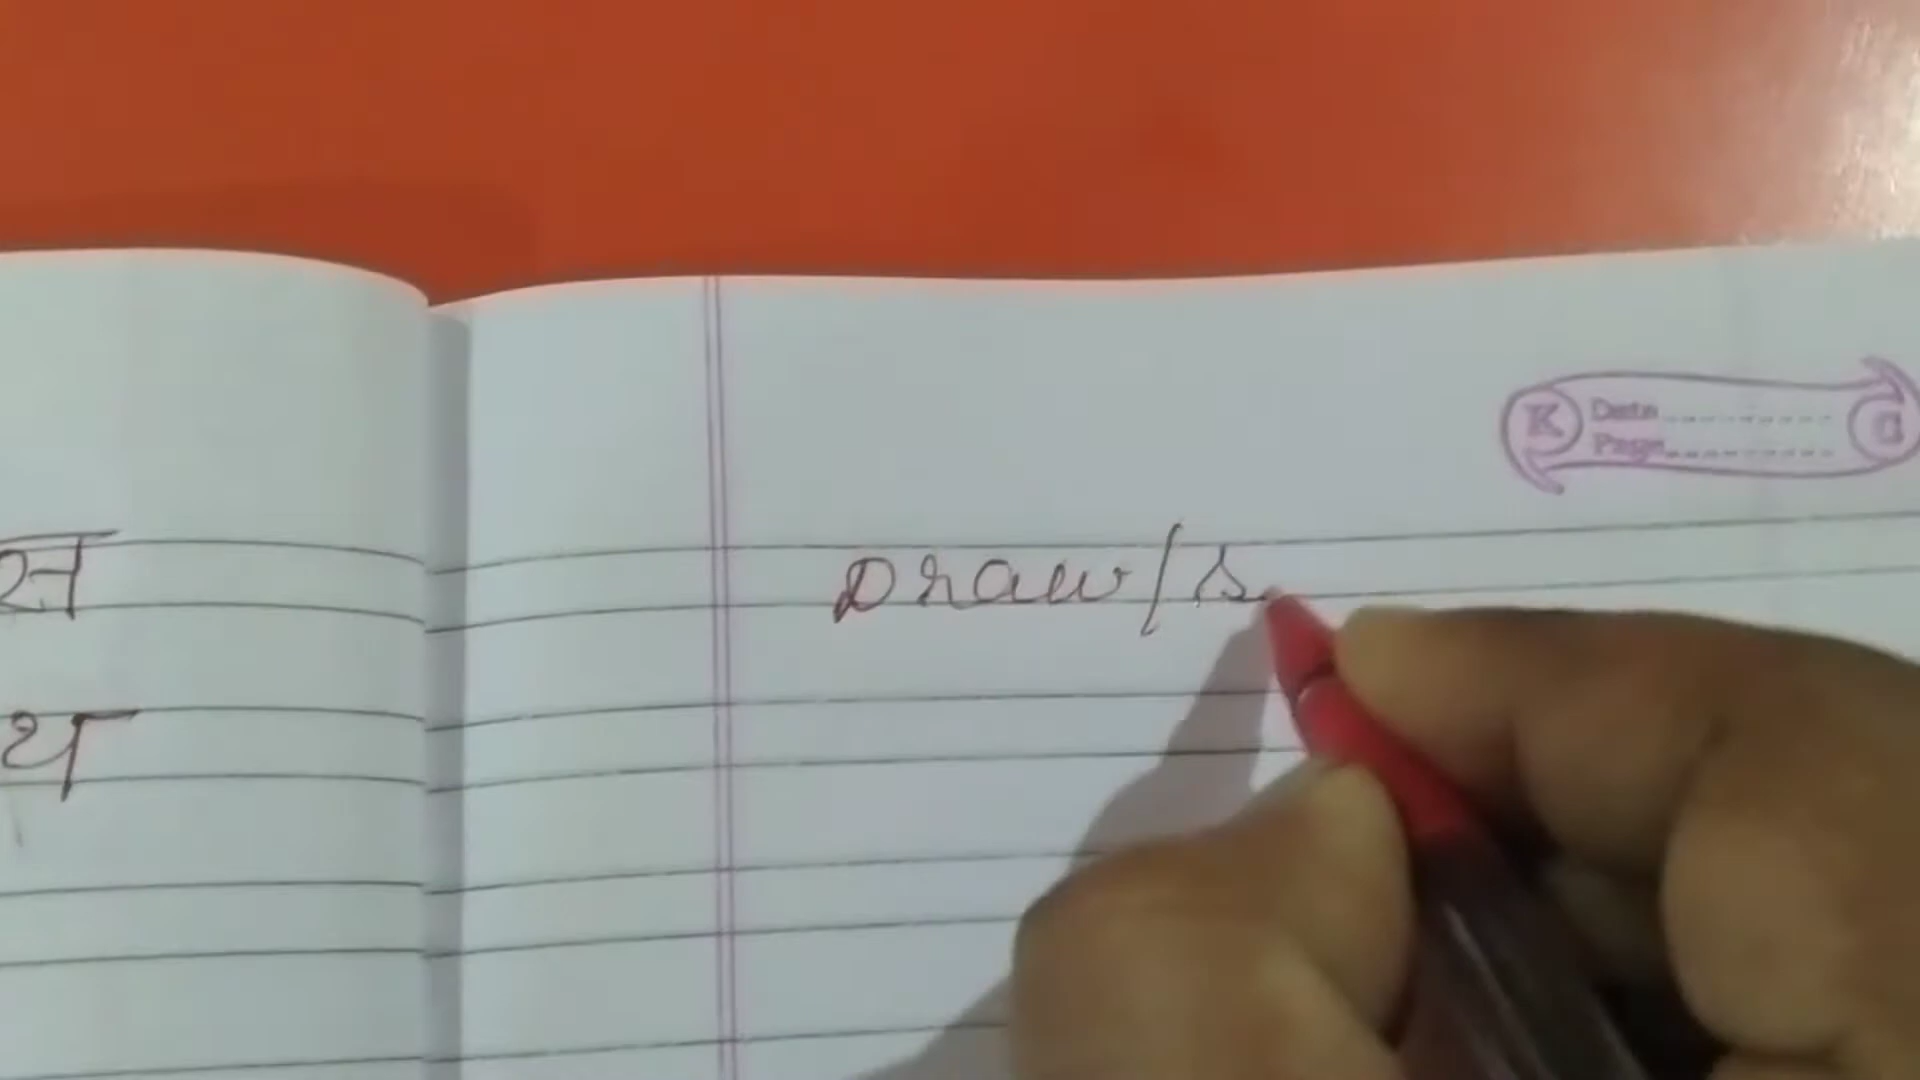 स
थ
K Date
Page
Draw/s